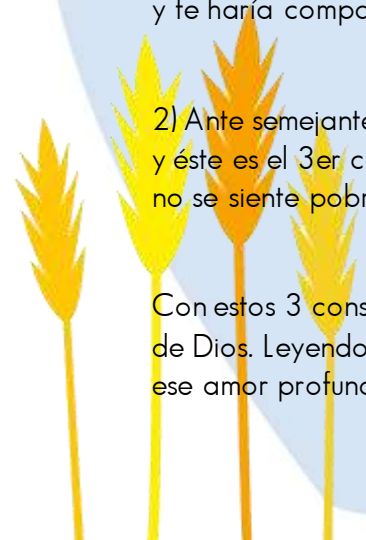 y te haría compo
2) Ante semejante
y éste es el 3er c
no se siente pobr
Con estos 3 cons
de Dios. Leyendo
ese amor profund